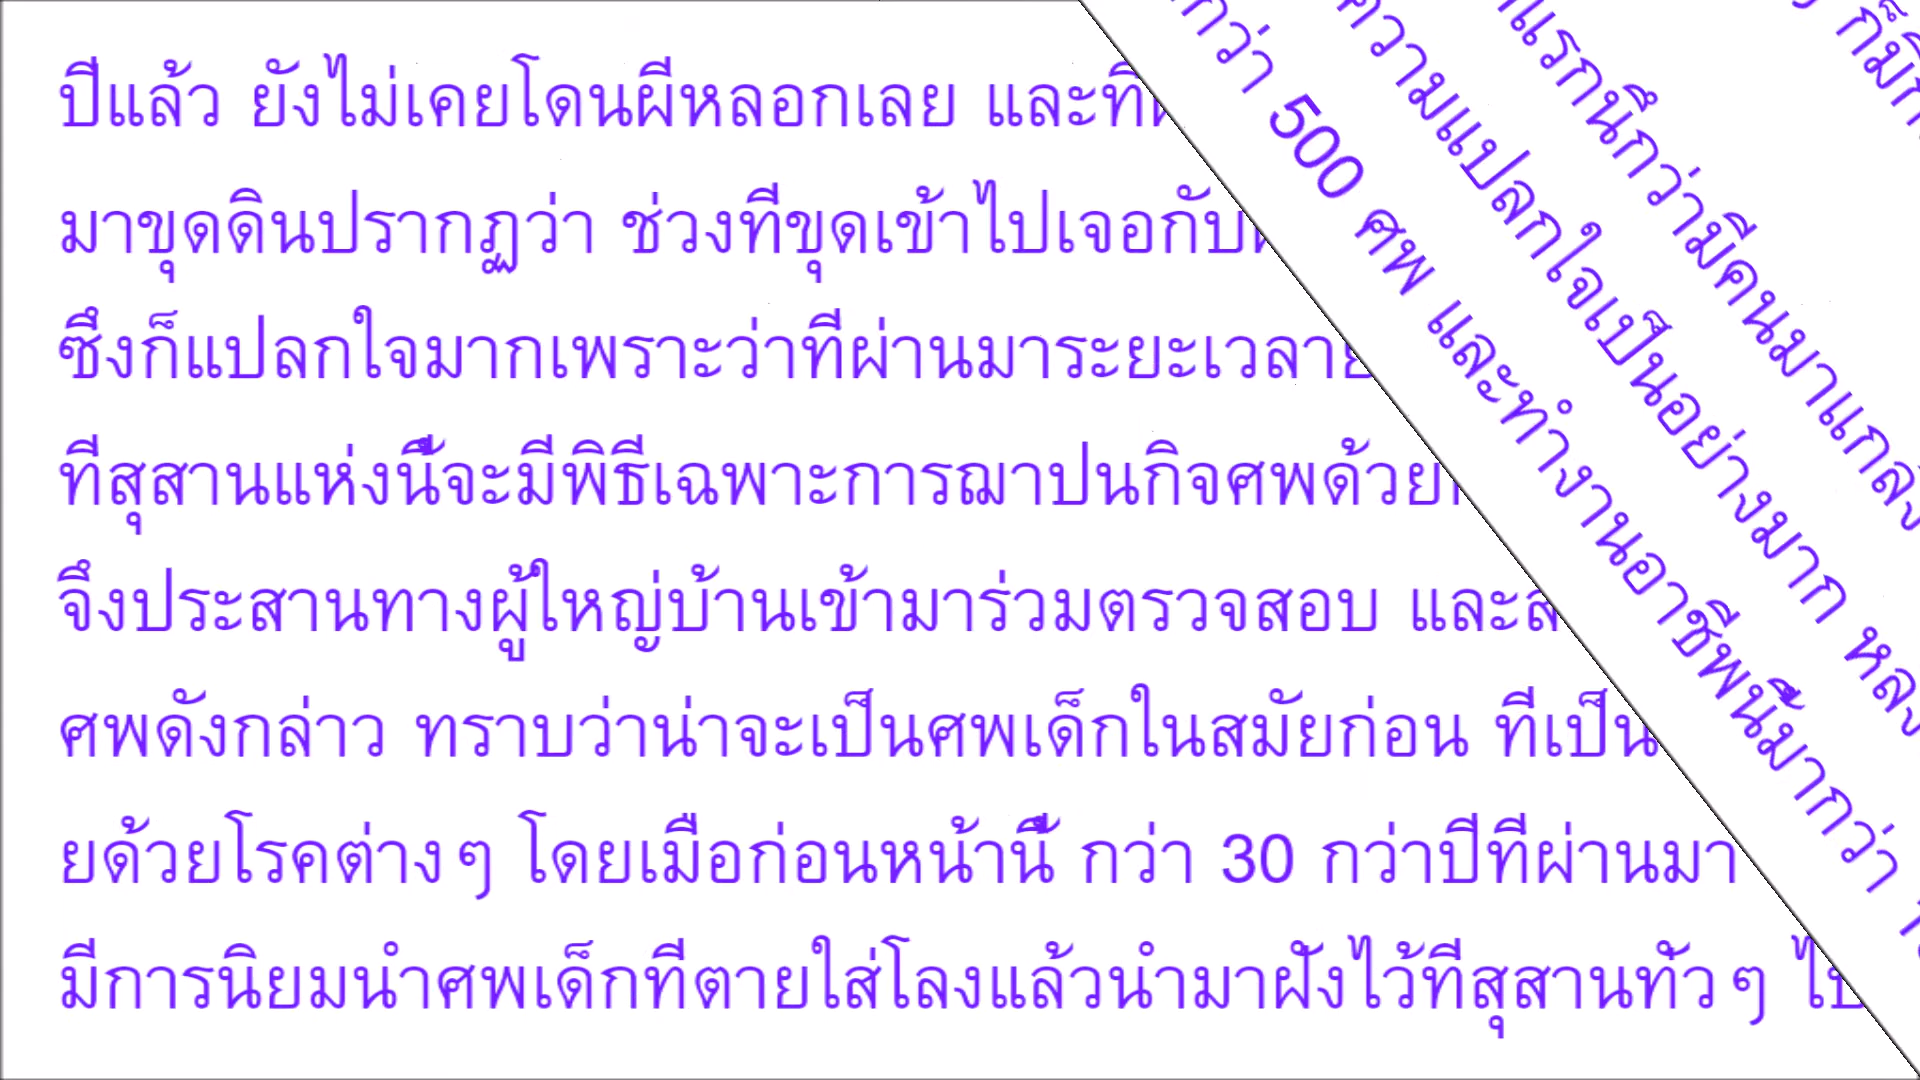 ปีแล้ว ยังไม่เคยโดนผีหลอกเลย และที่
มาขุดดินปรากฏว่า ช่วงที่ขุดเข้าไปเจอกับ
ซึ่งก็แปลกใจมากเพราะว่าที่ผ่านมาระยะเวลา
ที่สุสานแห่งนี้จะมีพิธีเฉพาะการฌาปนกิจศพด้วย
จึงประสานทางผู้ใหญ่บ้านเข้ามาร่วมตรวจสอบ และ
ศพดังกล่าว ทราบว่าน่าจะเป็นศพเด็กในสมัยก่อน ที่เป็น
ยด้วยโรคต่างๆ โดยเมื่อก่อนหน้านี้ กว่า 30 กว่าปีที่ผ่านมา
มีการนิยมนำศพเด็กที่ตายใส่โลงแล้วนำมาฝังไว้ที่สุสานทั่วๆ
กว่า 500 ศพ และทำงานอาชีพนี้มากว่า
ความแปลกใจเป็นอย่างมาก หลัง
แรกนึกว่ามีคนมาแกล้ง
ก็มี